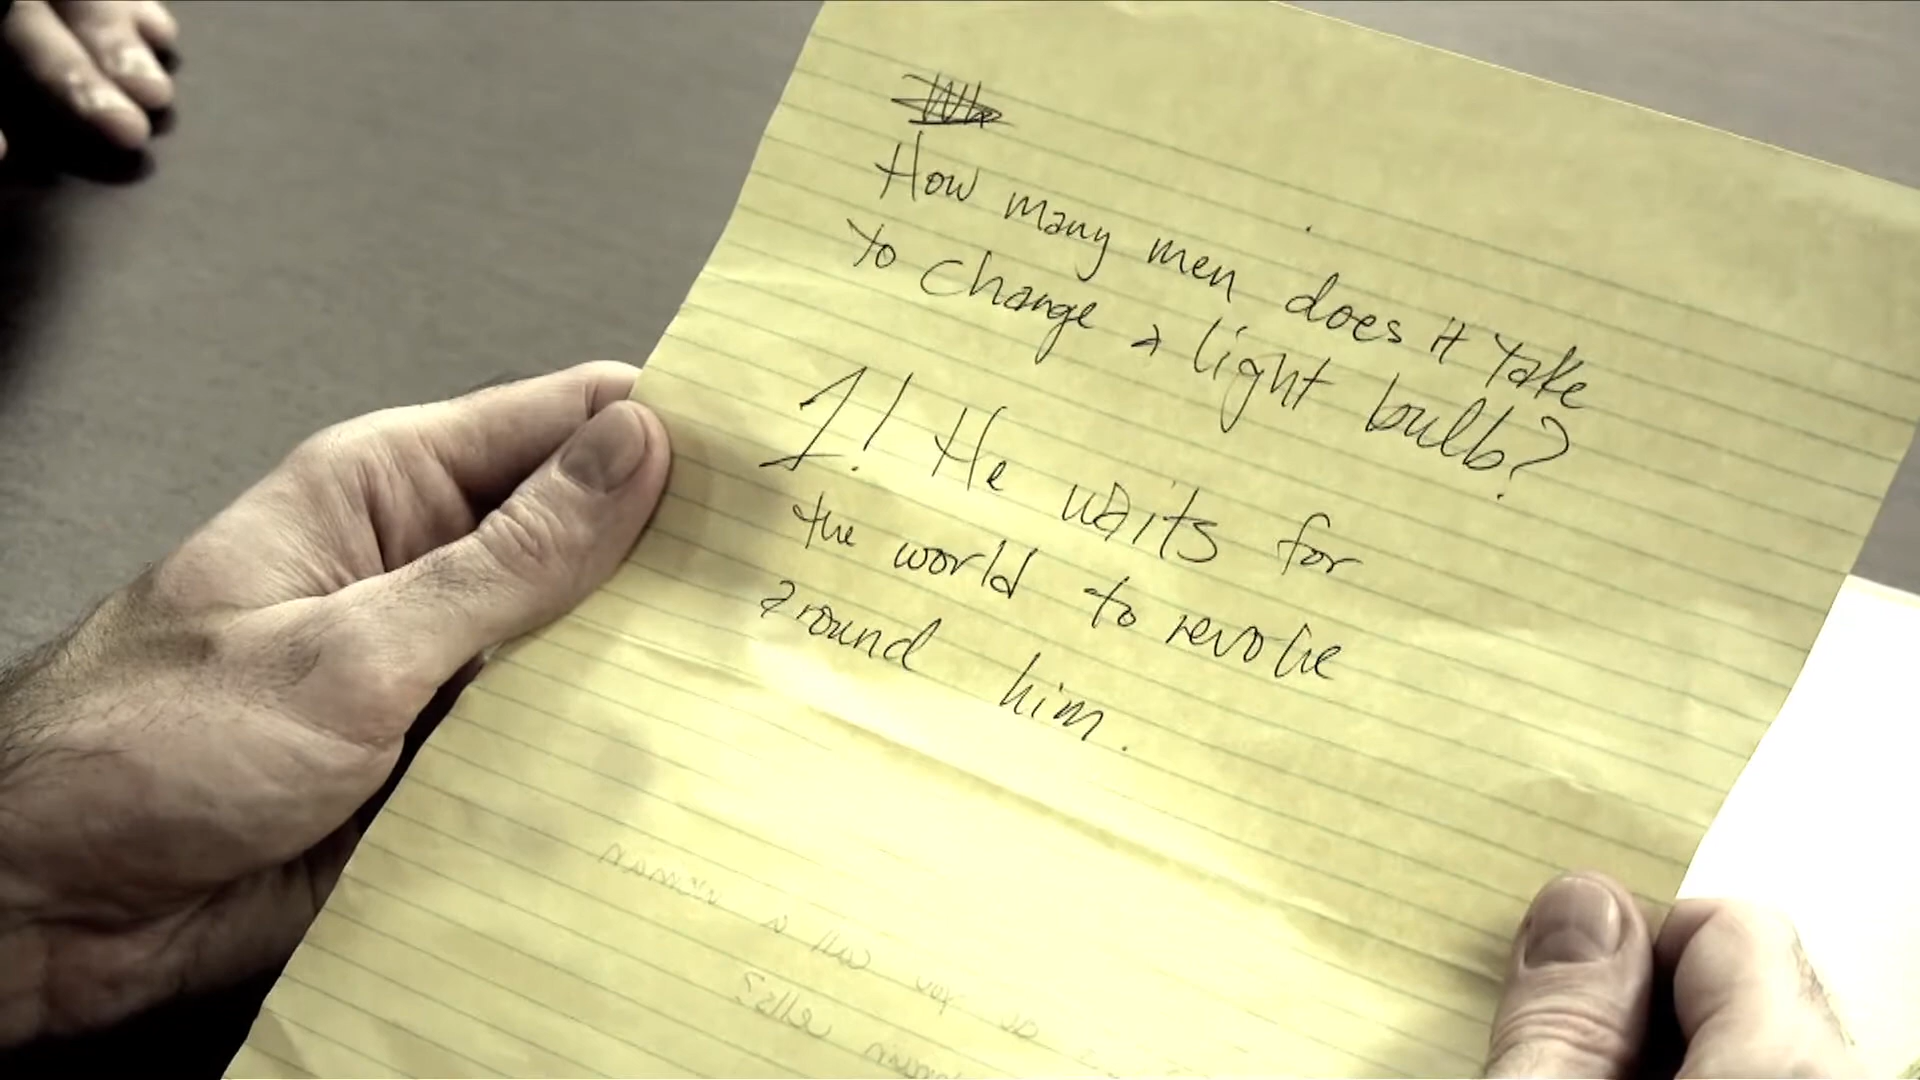 How many men does it take
to change a light bulb?
1! He waits for
the world to revolve
around him.